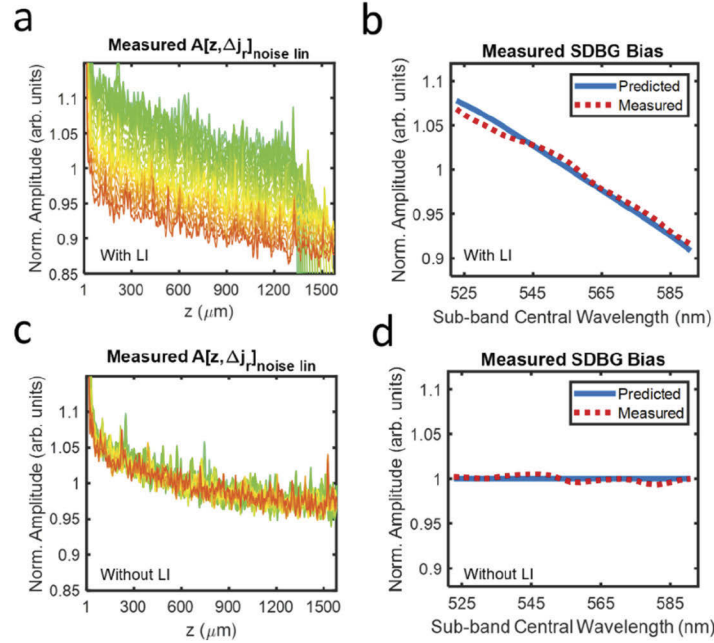 a
Measured A[z,Δjr]noise lin
Norm. Amplitude (arb. units)
1.1
1.05
1
0.95
0.9
0.85
With LI
1 300 600 900 1200 1500
z (μm)
b
Measured SDBG Bias
Norm. Amplitude (arb. units)
1.1
1.05
1
0.95
0.9
Predicted
Measured
With LI
525 545 565 585
Sub-band Central Wavelength (nm)
c
Measured A[z,Δjr]noise lin
Norm. Amplitude (arb. units)
1.1
1.05
1
0.95
0.9
0.85
Without LI
1 300 600 900 1200 1500
z (μm)
d
Measured SDBG Bias
Norm. Amplitude (arb. units)
1.1
1.05
1
0.95
0.9
Predicted
Measured
Without LI
525 545 565 585
Sub-band Central Wavelength (nm)